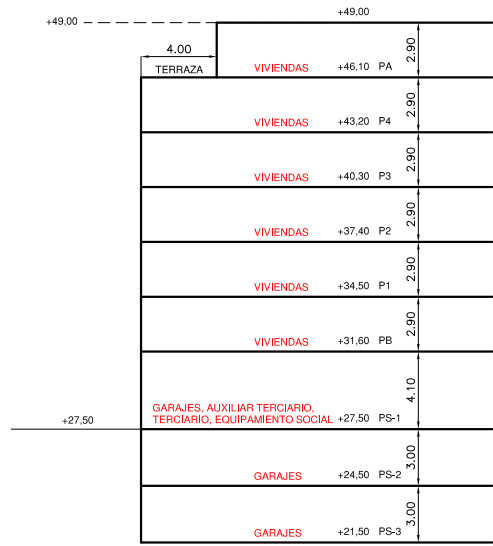 +49,00
+49,00
4.00
TERRAZA
VIVIENDAS +46,10 PA
2.90
VIVIENDAS +43,20 P4
2.90
VIVIENDAS +40,30 P3
2.90
VIVIENDAS +37,40 P2
2.90
VIVIENDAS +34,50 P1
2.90
VIVIENDAS +31,60 PB
2.90
GARAJES, AUXILIAR TERCIARIO,
TERCIARIO, EQUIPAMIENTO SOCIAL +27,50 PS-1
4.10
+27,50
GARAJES +24,50 PS-2
3.00
GARAJES +21,50 PS-3
3.00